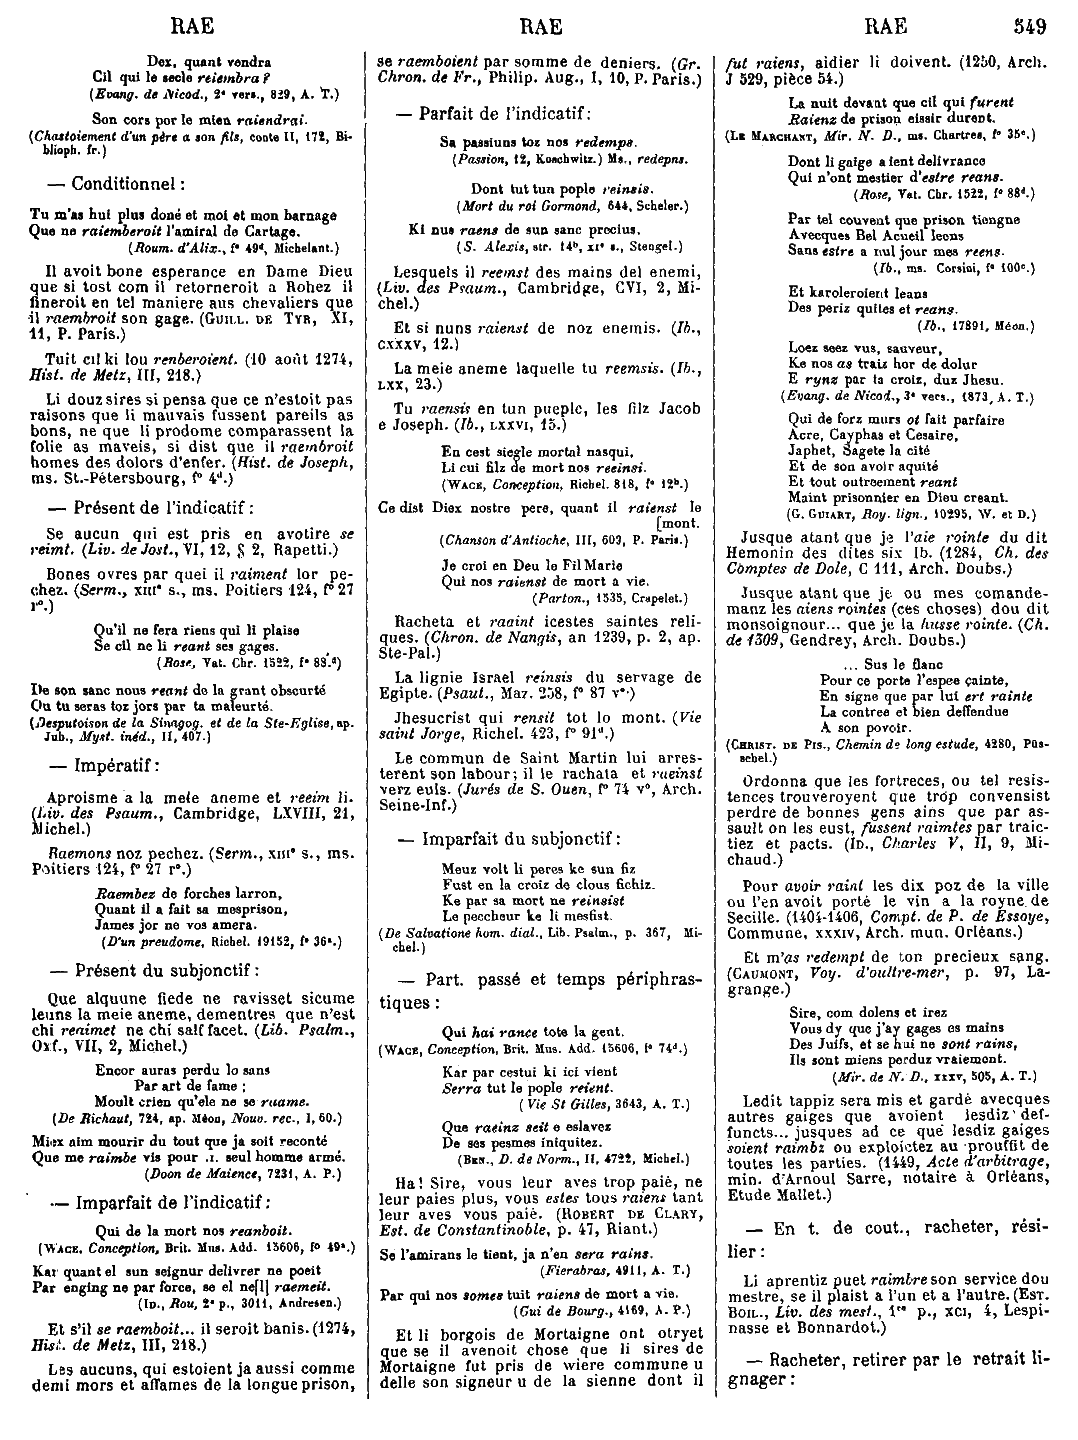 RAE
RAE
RAE 549
Dex, quant vendra
Cil qui le secle reiembra?
(Evang. de Nicod., 2e vers., 829, A. T.)
Son cors por le mien raiendrai.
(Chastoiement d'un père a son fils, conte II, 172, Bi-
blioph. fr.)
— Conditionnel :
Tu m'as hui plus doné et moi et mon barnage
Que ne raiemberoit l'amiral de Cartage.
(Roum. d'Alix., f° 49d, Michelant.)
Il avoit bone esperance en Dame Dieu
que si tost com il retorneroit a Rohez il
fineroit en tel maniere aus chevaliers que
il raembroit son gage. (GUILL. DE TYR, XI,
11, P. Paris.)
Tuit cil ki lou renberoient. (10 août 1274,
Hist. de Metz, III, 218.)
Li douz sires si pensa que ce n'estoit pas
raisons que li mauvais fussent pareils as
bons, ne que li prodome comparassent la
folie as maveis, si dist que il raembroit
homes des dolors d'enfer. (Hist. de Joseph,
ms. St.-Pétersbourg, f° 4d.)
— Présent de l'indicatif :
Se aucun qui est pris en avotire se
reimt. (Liv. de Jost., VI, 12, § 2, Rapetti.)
Bones ovres par quei il raiment lor pe-
chez. (Serm., XIIIe s., ms. Poitiers 124, f° 27
r°.)
Qu'il ne fera riens qui li plaise
Se cil ne li reant ses gages.
(Rose, Vat. Chr. 1522, f° 88.d)
De son sanc nous reant de la grant obscurté
Ou tu seras toz jors par ta maleurté.
(Desputoison de la Sinagog. et de la Ste-Eglise, ap.
Jub., Myst. inéd., II, 407.)
— Impératif :
Aproisme a la meie aneme et reeim li.
(Liv. des Psaum., Cambridge, LXVIII, 21,
Michel.)
Raemons noz pechez. (Serm., XIIIe s., ms.
Poitiers 124, f° 27 r°.)
Raembez de forches larron,
Quant il a fait sa mesprison,
James jor ne vos amera.
(D'un preudome, Richel. 19152, f° 36a.)
— Présent du subjonctif :
Que alquune fiede ne ravisset sicume
leuns la meie aneme, dementres que n'est
chi renimet ne chi salf facet. (Lib. Psalm.,
Oxf., VII, 2, Michel.)
Encor auras perdu lo sans
Par art de fame ;
Moult crien qu'ele ne se ruame.
(De Richaut, 724, ap. Méon, Nouv. rec., I, 60.)
Miex aim mourir du tout que ja soit reconté
Que me raimbe vis pour .I. seul homme armé.
(Doon de Maience, 7231, A. P.)
— Imparfait de l'indicatif :
Qui de la mort nos reanboit.
(WACE, Conception, Brit. Mus. Add. 15606, f° 49a.)
Kar quant el sun seignur delivrer ne poeit
Par enging ne par force, se el ne[l] raemeit.
(ID., Rou, 2e p., 3011, Andresen.)
Et s'il se raemboit... il seroit banis. (1274,
Hist. de Metz, III, 218.)
Les aucuns, qui estoient ja aussi comme
demi mors et affames de la longue prison,
se raemboient par somme de deniers. (Gr.
Chron. de Fr., Philip. Aug., I, 10, P. Paris.)
— Parfait de l'indicatif :
Sa passiuns toz nos redemps.
(Passion, 12, Koschwitz.) Ms., redepns.
Dont tut tun pople reinsis.
(Mort du roi Gormond, 644, Scheler.)
Ki nus raens de sun sanc precius.
(S. Alexis, str. 14b, XIe s., Stengel.)
Lesquels il reemst des mains del enemi,
(Liv. des Psaum., Cambridge, CVI, 2, Mi-
chel.)
Et si nuns raienst de noz enemis. (Ib.,
CXXXV, 12.)
La meie aneme laquelle tu reemsis. (Ib.,
LXX, 23.)
Tu raensis en tun pueple, les filz Jacob
e Joseph. (Ib., LXXVI, 15.)
En cest siegle mortal nasqui,
Li cui filz de mort nos reeinsi.
(WACE, Conception, Richel. 818, f° 12b.)
Ce dist Diex nostre pere, quant il raienst le
[mont.
(Chanson d'Antioche, III, 603, P. Paris.)
Je croi en Deu le Fil Marie
Qui nos raienst de mort a vie.
(Parton., 1535, Crapelet.)
Racheta et raaint icestes saintes reli-
ques. (Chron. de Nangis, an 1239, p. 2, ap.
Ste-Pal.)
La lignie Israel reinsis du servage de
Egipte. (Psaut., Maz. 258, f° 87 v°.)
Jhesucrist qui rensit tot lo mont. (Vie
saint Jorge, Richel. 423, f° 91d.)
Le commun de Saint Martin lui arres-
terent son labour; il le rachata et raeinst
verz euls. (Jurés de S. Ouen, f° 74 v°, Arch.
Seine-Inf.)
— Imparfait du subjonctif :
Meuz volt li peres ke sun fiz
Fust en la croiz de clous fichiz.
Ke par sa mort ne reinsist
Le peccheur ke li mesfist.
(De Salvatione hom. dial., Lib. Psalm., p. 367, Mi-
chel.)
— Part. passé et temps périphras-
tiques :
Qui hai rance tote la gent.
(WACE, Conception, Brit. Mus. Add. 15606, f° 74d.)
Kar par cestui ki ici vient
Serra tut le pople reient.
(Vie St Gilles, 3643, A. T.)
Que raeinz seit e eslavez
De ses pesmes iniquitez.
(BEN., D. de Norm., II, 4722, Michel.)
Ha! Sire, vous leur aves trop paié, ne
leur paies plus, vous estes tous raiens tant
leur aves vous paié. (ROBERT DE CLARY,
Est. de Constantinoble, p. 47, Riant.)
Se l'amirans le tient, ja n'en sera rains.
(Fierabras, 4911, A. T.)
Par qui nos somes tuit raiens de mort a vie.
(Gui de Bourg., 4169, A. P.)
Et li borgois de Mortaigne ont otryet
que se il avenoit chose que li sires de
Mortaigne fut pris de wiere commune u
delle son signeur u de la sienne dont il
fut raiens, aidier li doivent. (1250, Arch.
J 529, pièce 54.)
La nuit devant que cil qui furent
Raienz de prison eissir durent.
(LE MARCHANT, Mir. N. D., ms. Chartres, f° 35c.)
Dont li gaige aient delivrance
Qui n'ont mestier d'estre reans.
(Rose, Vat. Chr. 1522, f° 88d.)
Par tel couvent que prison tiengne
Avecques Bel Acueil leens
Sans estre a nul jour mes reens.
(Ib., ms. Corsini, f° 100c.)
Et karoleroient leans
Des periz quites et reans.
(Ib., 17891, Méon.)
Loez seez vus, sauveur,
Ke nos as traiz hor de dolur
E rynz par la croiz, duz Jhesu.
(Evang. de Nicod., 3e vers., 1873, A. T.)
Qui de forz murs ot fait parfaire
Acre, Cayphas et Cesaire,
Japhet, Sagete la cité
Et de son avoir aquité
Et tout outreement reant
Maint prisonnier en Dieu creant.
(G. GUIART, Roy. lign., 10295, W. et D.)
Jusque atant que je l'aie rointe du dit
Hemonin des dites six lb. (1284, Ch. des
Comptes de Dole, C 111, Arch. Doubs.)
Jusque atant que je ou mes comande-
manz les aiens rointes (ces choses) dou dit
monsoignour... que je la husse rointe. (Ch.
de 1309, Gendrey, Arch. Doubs.)
... Sus le flanc
Pour ce porte l'espee çainte,
En signe que par lui ert rainte
La contree et bien deffendue
A son povoir.
(CHRIST. DE PIS., Chemin de long estude, 4280, Püs-
schel.)
Ordonna que les fortreces, ou tel resis-
tences trouveroyent que trop convensist
perdre de bonnes gens ains que par as-
sault on les eust, fussent raimtes par traic-
tiez et pacts. (ID., Charles V, II, 9, Mi-
chaud.)
Pour avoir raint les dix poz de la ville
ou l'en avoit porté le vin a la royne de
Secille. (1404-1406, Compt. de P. de Essoye,
Commune, XXXIV, Arch. mun. Orléans.)
Et m'as redempt de ton precieux sang.
(CAUMONT, Voy. d'oultre-mer, p. 97, La-
grange.)
Sire, com dolens et irez
Vous dy que j'ay gages es mains
Des Juifs, et se hui ne sont rains,
Ils sont miens perduz vraiement.
(Mir. de N. D., XXXV, 505, A. T.)
Ledit tappiz sera mis et gardé avecques
autres gaiges que avoient lesdiz def-
functs... jusques ad ce que lesdiz gaiges
soient raimbz ou exploictez au prouffit de
toutes les parties. (1449, Acte d'arbitrage,
min. d'Arnoul Sarre, notaire à Orléans,
Etude Mallet.)
— En t. de cout., racheter, rési-
lier :
Li aprentiz puet raimbre son service dou
mestre, se il plaist a l'un et a l'autre. (EST.
BOIL., Liv. des mest., 1re p., XCI, 4, Lespi-
nasse et Bonnardot.)
— Racheter, retirer par le retrait li-
gnager :